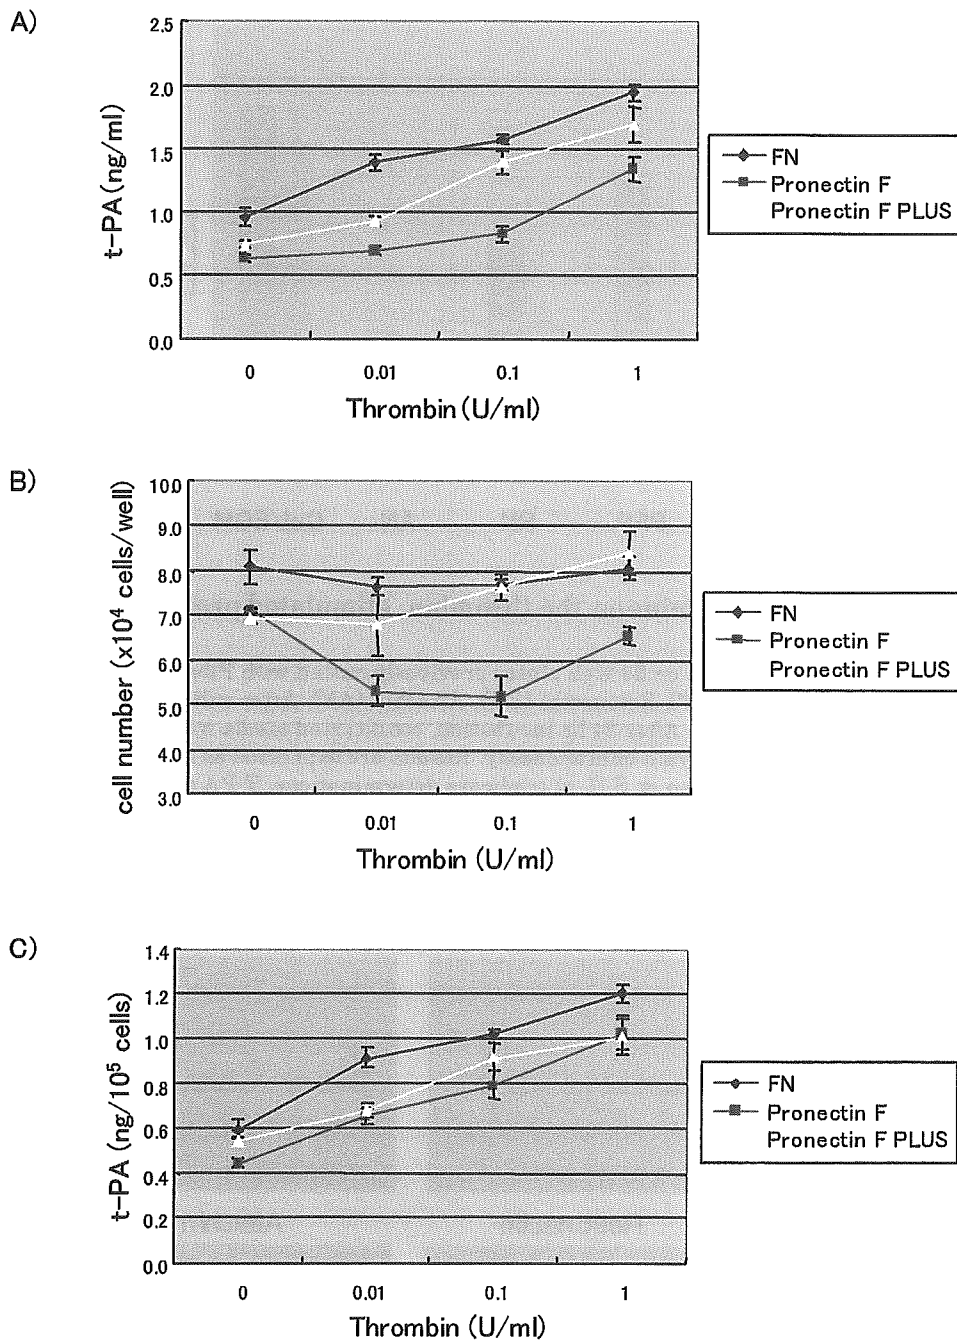 A)
t-PA (ng/ml)
2.5
2.0
1.5
1.0
0.5
0.0
0 0.01 0.1 1
Thrombin (U/ml)
FN
Pronectin F
Pronectin F PLUS
B)
cell number (x10⁴ cells/well)
10.0
9.0
8.0
7.0
6.0
5.0
4.0
3.0
0 0.01 0.1 1
Thrombin (U/ml)
FN
Pronectin F
Pronectin F PLUS
C)
t-PA (ng/10⁵ cells)
1.4
1.2
1.0
0.8
0.6
0.4
0.2
0.0
0 0.01 0.1 1
Thrombin (U/ml)
FN
Pronectin F
Pronectin F PLUS